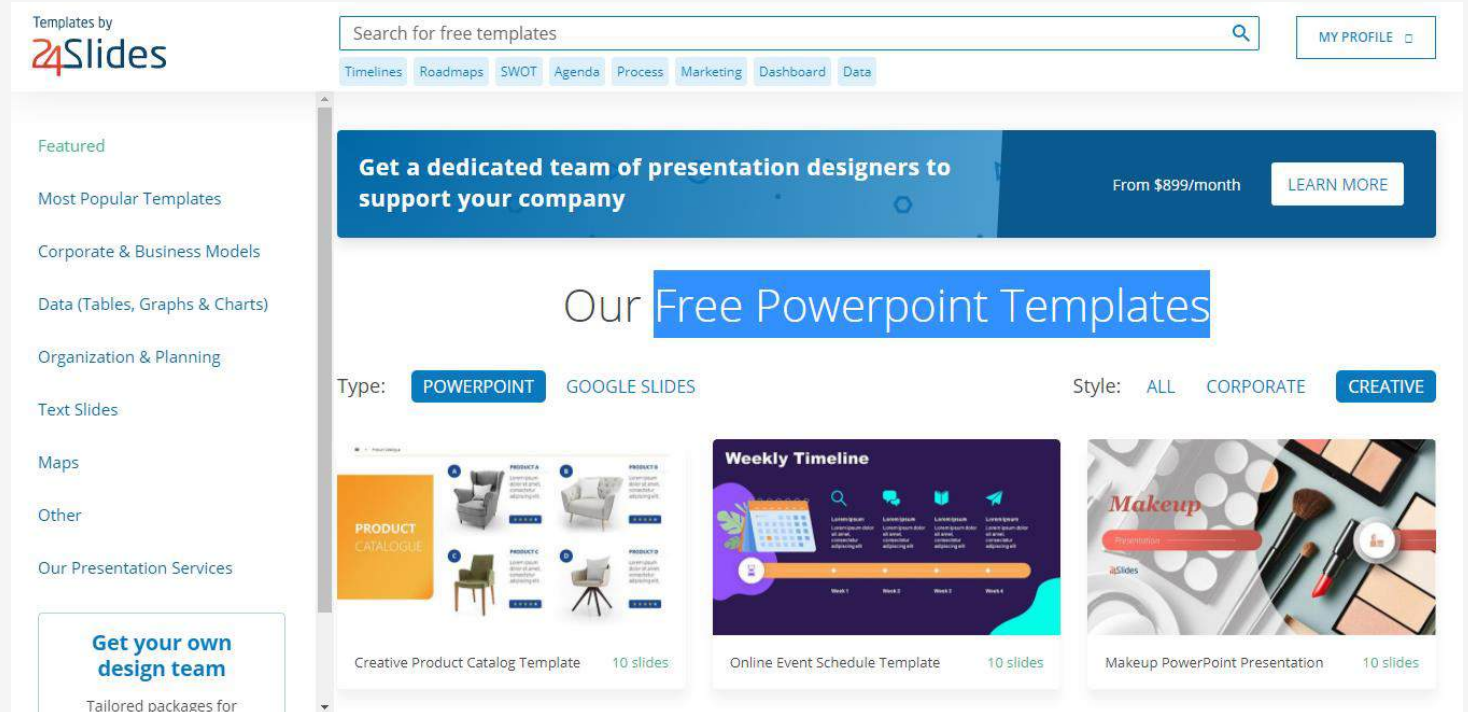 Templates by
24Slides
Search for free templates
MY PROFILE
Timelines Roadmaps SWOT Agenda Process Marketing Dashboard Data
Featured
Most Popular Templates
Corporate & Business Models
Data (Tables, Graphs & Charts)
Organization & Planning
Text Slides
Maps
Other
Our Presentation Services
Get your own
design team
Tailored packages for
Get a dedicated team of presentation designers to
support your company
From $899/month
LEARN MORE
Our Free Powerpoint Templates
Type: POWERPOINT GOOGLE SLIDES
Style: ALL CORPORATE CREATIVE
PRODUCT
CATALOGUE
A
PRODUCT A
B
PRODUCT B
C
PRODUCT C
D
PRODUCT D
Creative Product Catalog Template 10 slides
Weekly Timeline
Week 1 Week 2 Week 3 Week 4
Online Event Schedule Template 10 slides
Makeup
Presentation
24Slides
Makeup PowerPoint Presentation 10 slides